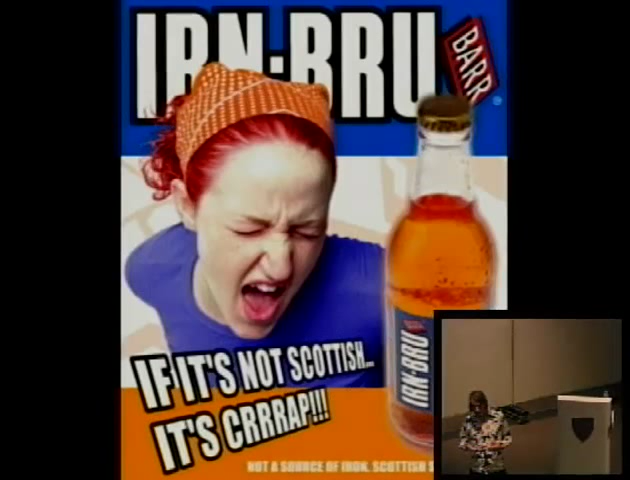 IRN·BRU
BARR
®
IRN-BRU
IF IT'S NOT SCOTTISH...
IT'S CRRRAP!!!
NOT A SOURCE OF IRON. SCOTTISH S